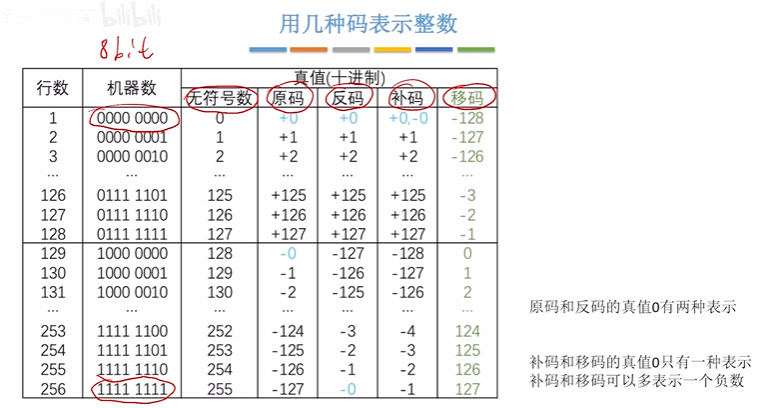 bilibili
用几种码表示整数
8bit
行数 机器数 真值(十进制)
无符号数 原码 反码 补码 移码
1 0000 0000 0 +0 +0 +0,-0 -128
2 0000 0001 1 +1 +1 +1 -127
3 0000 0010 2 +2 +2 +2 -126
... ... ... ... ... ... ...
126 0111 1101 125 +125 +125 +125 -3
127 0111 1110 126 +126 +126 +126 -2
128 0111 1111 127 +127 +127 +127 -1
129 1000 0000 128 -0 -127 -128 0
130 1000 0001 129 -1 -126 -127 1
131 1000 0010 130 -2 -125 -126 2
... ... ... ... ... ... ...
原码和反码的真值0有两种表示
253 1111 1100 252 -124 -3 -4 124
254 1111 1101 253 -125 -2 -3 125
255 1111 1110 254 -126 -1 -2 126
256 1111 1111 255 -127 -0 -1 127
补码和移码的真值0只有一种表示
补码和移码可以多表示一个负数